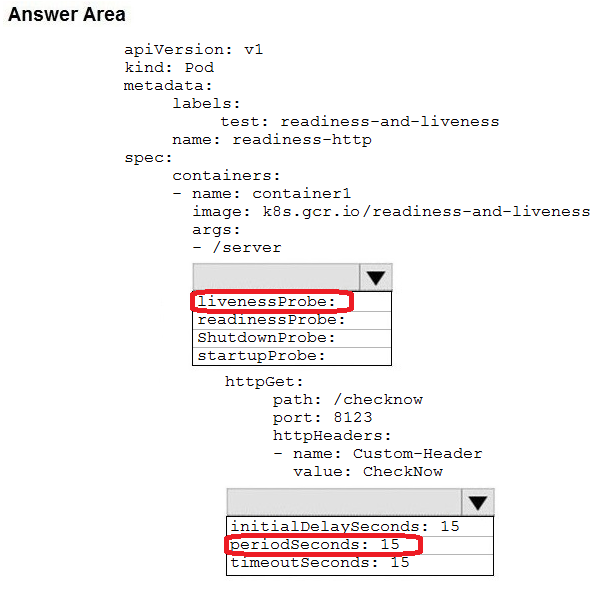 Answer Area
apiVersion: v1
kind: Pod
metadata:
labels:
test: readiness-and-liveness
name: readiness-http
spec:
containers:
- name: container1
image: k8s.gcr.io/readiness-and-liveness
args:
- /server
livenessProbe:
readinessProbe:
ShutdownProbe:
startupProbe:
httpGet:
path: /checknow
port: 8123
httpHeaders:
- name: Custom-Header
value: CheckNow
initialDelaySeconds: 15
periodSeconds: 15
timeoutSeconds: 15